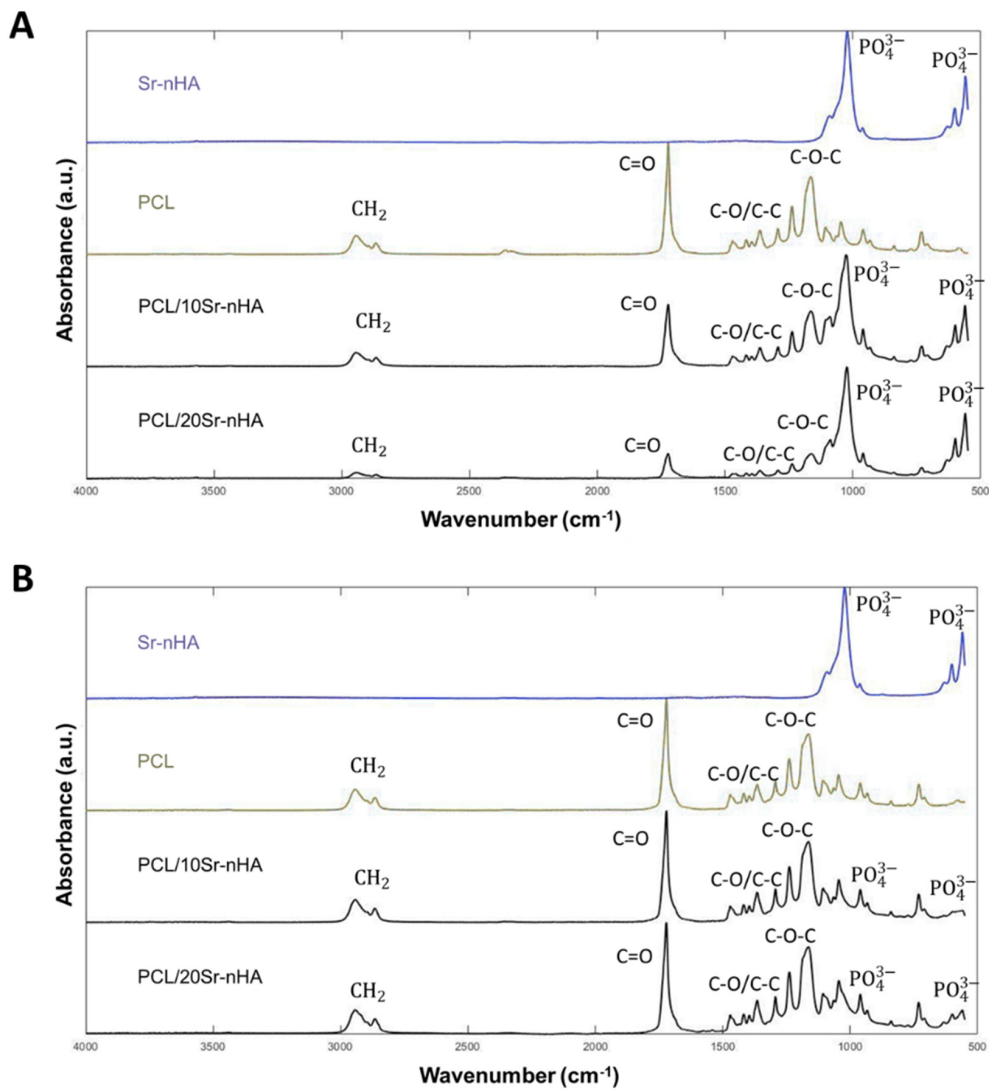 A
Sr-nHA
PO₄³⁻
PO₄³⁻
PCL
CH₂
C=O
C-O/C-C
C-O-C
PCL/10Sr-nHA
CH₂
C=O
C-O/C-C
C-O-C
PO₄³⁻
PO₄³⁻
PCL/20Sr-nHA
CH₂
C=O
C-O/C-C
C-O-C
PO₄³⁻
PO₄³⁻
Absorbance (a.u.)
4000 3500 3000 2500 2000 1500 1000 500
Wavenumber (cm⁻¹)
B
Sr-nHA
PO₄³⁻
PO₄³⁻
PCL
CH₂
C=O
C-O/C-C
C-O-C
PCL/10Sr-nHA
CH₂
C=O
C-O/C-C
C-O-C
PO₄³⁻
PO₄³⁻
PCL/20Sr-nHA
CH₂
C=O
C-O/C-C
C-O-C
PO₄³⁻
PO₄³⁻
Absorbance (a.u.)
4000 3500 3000 2500 2000 1500 1000 500
Wavenumber (cm⁻¹)